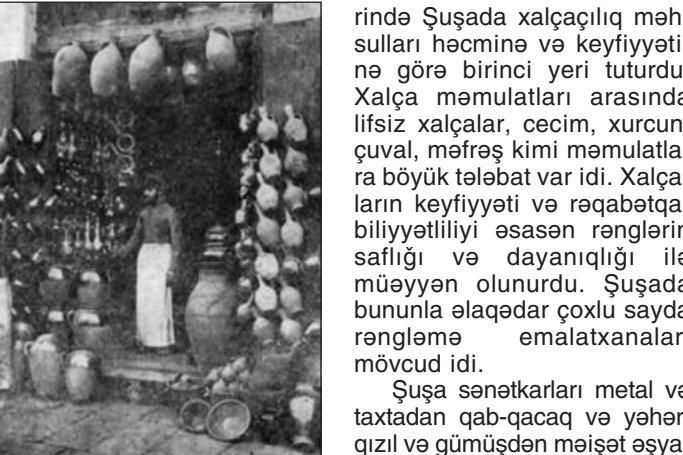 rində Şuşada xalçaçılıq məh
sulları həcminə və keyfiyyəti
nə görə birinci yeri tuturdu
Xalça məmulatları arasında
lifsiz xalçalar, cecim, xurcun
çuval, məfrəş kimi məmulatla
ra böyük tələbat var idi. Xalça
ların keyfiyyəti və rəqabətqa
biliyyətliliyi əsasən rənglərin
saflığı və dayanıqlığı ilə
müəyyən olunurdu. Şuşada
bununla əlaqədar çoxlu sayda
rəngləmə emalatxanalar
mövcud idi.
Şuşa sənətkarları metal və
taxtadan qab-qacaq və yəhər
qızıl və gümüşdən məişət əşya